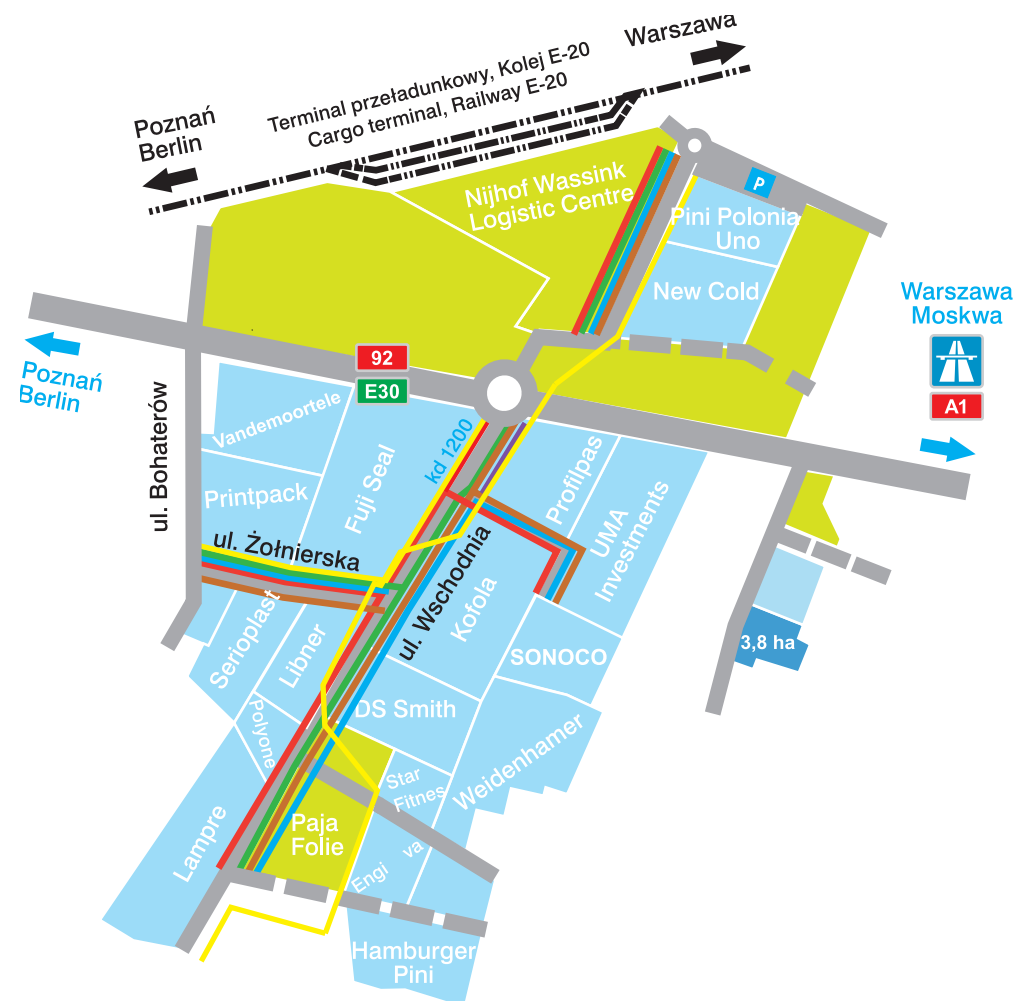 Warszawa
Terminal przeładunkowy, Kolej E-20
Cargo terminal, Railway E-20
Poznań
Berlin
Nijhof Wassink
Logistic Centre
P
Pini Polonia
Uno
New Cold
Warszawa
Moskwa
A1
92
E30
Poznań
Berlin
ul. Bohaterów
Vandemoortele
Printpack
Fuji Seal
kd 1200
Profilpas
UMA
Investments
ul. Żołnierska
ul. Wschodnia
Kofola
Serioplast
Libner
SONOCO
3,8 ha
Polyone
DS Smith
Weidenhamer
Star
Fitnes
Lampre
Paja
Folie
Engi
va
Hamburger
Pini